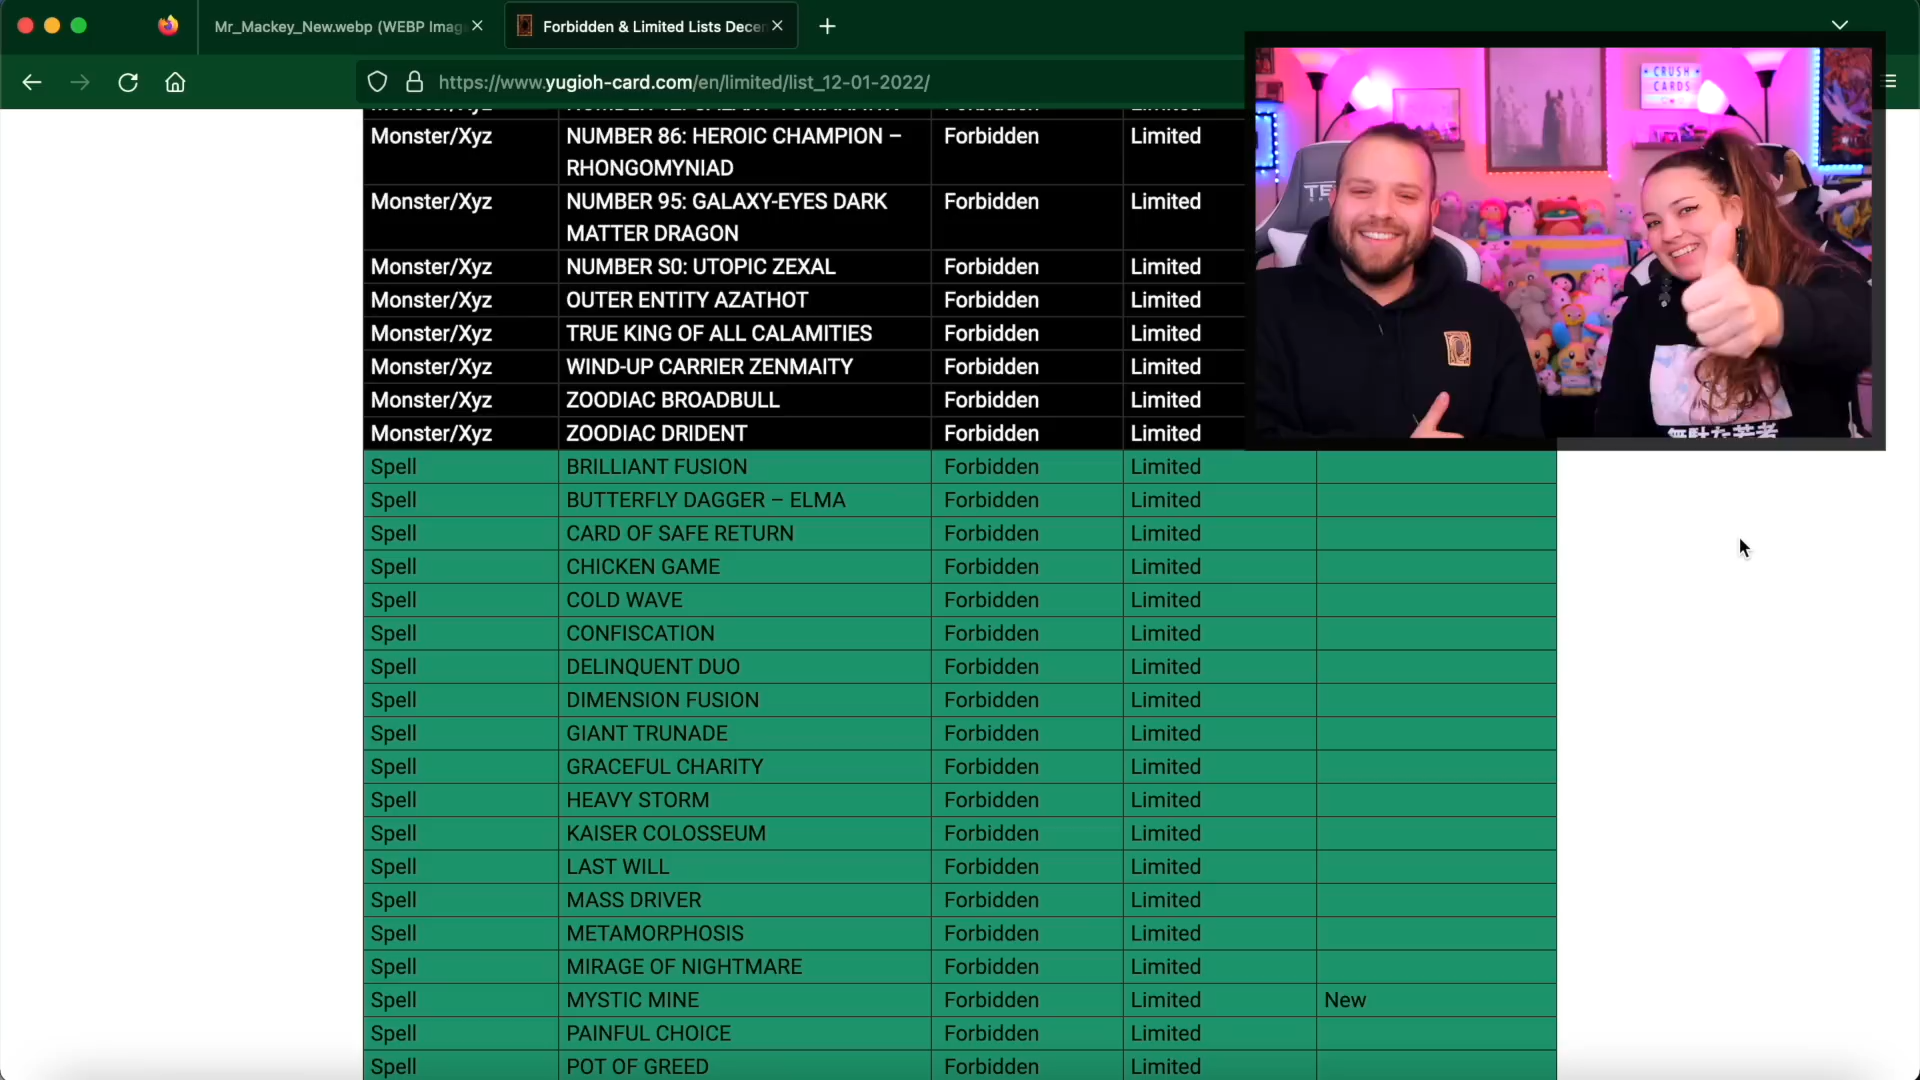 Mr_Mackey_New.webp (WEBP Imag
Forbidden & Limited Lists Decem
https://www.yugioh-card.com/en/limited/list_12-01-2022/
CRUSH
CARDS
Monster/Xyz NUMBER 86: HEROIC CHAMPION – Forbidden Limited
RHONGOMYNIAD
Monster/Xyz NUMBER 95: GALAXY-EYES DARK Forbidden Limited
MATTER DRAGON
Monster/Xyz NUMBER S0: UTOPIC ZEXAL Forbidden Limited
Monster/Xyz OUTER ENTITY AZATHOT Forbidden Limited
Monster/Xyz TRUE KING OF ALL CALAMITIES Forbidden Limited
Monster/Xyz WIND-UP CARRIER ZENMAITY Forbidden Limited
Monster/Xyz ZOODIAC BROADBULL Forbidden Limited
Monster/Xyz ZOODIAC DRIDENT Forbidden Limited
Spell BRILLIANT FUSION Forbidden Limited
Spell BUTTERFLY DAGGER – ELMA Forbidden Limited
Spell CARD OF SAFE RETURN Forbidden Limited
Spell CHICKEN GAME Forbidden Limited
Spell COLD WAVE Forbidden Limited
Spell CONFISCATION Forbidden Limited
Spell DELINQUENT DUO Forbidden Limited
Spell DIMENSION FUSION Forbidden Limited
Spell GIANT TRUNADE Forbidden Limited
Spell GRACEFUL CHARITY Forbidden Limited
Spell HEAVY STORM Forbidden Limited
Spell KAISER COLOSSEUM Forbidden Limited
Spell LAST WILL Forbidden Limited
Spell MASS DRIVER Forbidden Limited
Spell METAMORPHOSIS Forbidden Limited
Spell MIRAGE OF NIGHTMARE Forbidden Limited
Spell MYSTIC MINE Forbidden Limited New
Spell PAINFUL CHOICE Forbidden Limited
Spell POT OF GREED Forbidden Limited